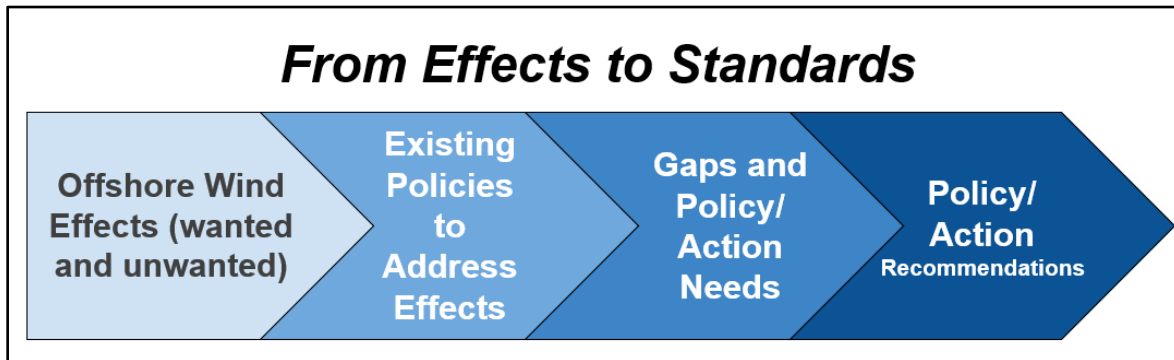 From Effects to Standards
Offshore Wind
Effects (wanted
and unwanted)
Existing
Policies
to
Address
Effects
Gaps and
Policy/
Action
Needs
Policy/
Action
Recommendations